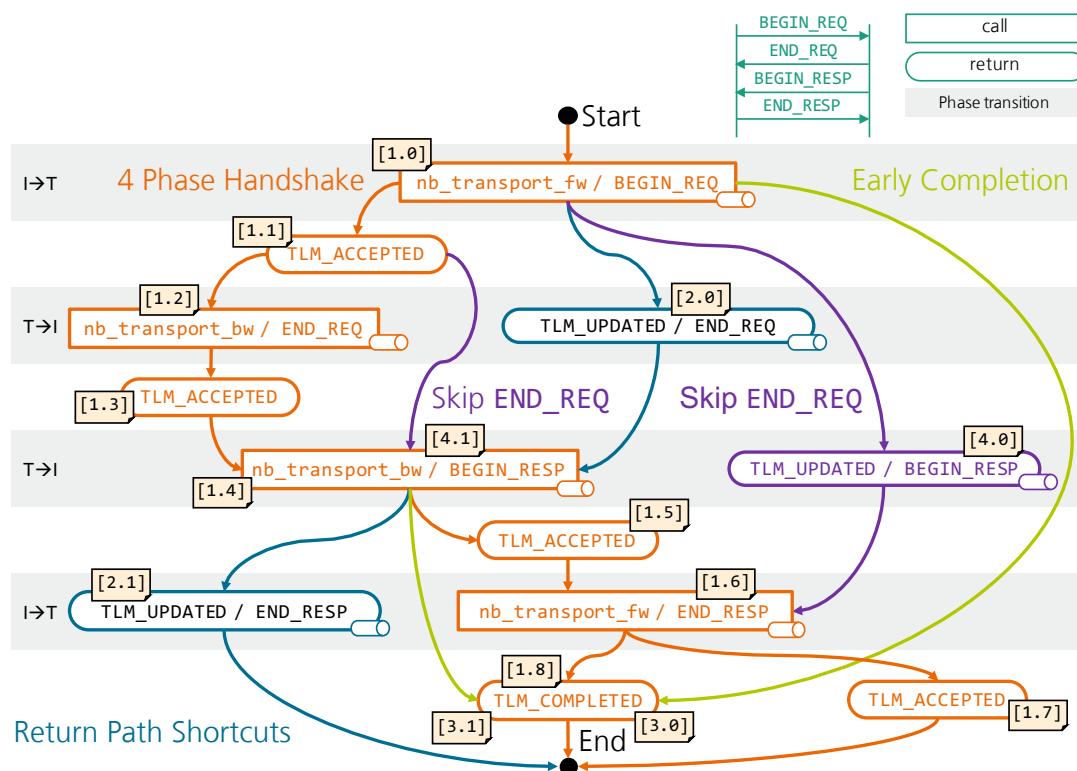 BEGIN_REQ
END_REQ
BEGIN_RESP
END_RESP
call
return
Phase transition
Start
[1.0]
I→T
4 Phase Handshake
nb_transport_fw / BEGIN_REQ
Early Completion
[1.1]
TLM_ACCEPTED
[1.2]
[2.0]
T→I
nb_transport_bw / END_REQ
TLM_UPDATED / END_REQ
[1.3]
TLM_ACCEPTED
Skip END_REQ
Skip END_REQ
[4.1]
[4.0]
T→I
nb_transport_bw / BEGIN_RESP
TLM_UPDATED / BEGIN_RESP
[1.4]
[1.5]
TLM_ACCEPTED
[2.1]
[1.6]
I→T
TLM_UPDATED / END_RESP
nb_transport_fw / END_RESP
[1.8]
TLM_COMPLETED
TLM_ACCEPTED
[3.1]
[3.0]
[1.7]
Return Path Shortcuts
End